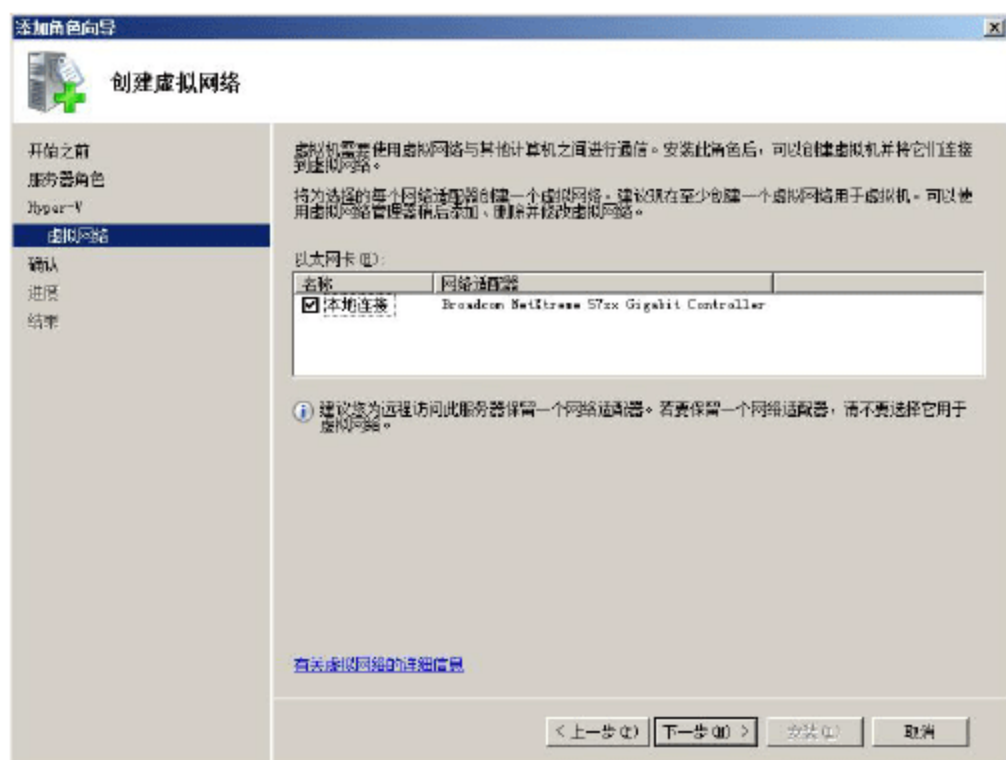 添加角色向导
创建虚拟网络
开始之前
服务器角色
Hyper-V
虚拟网络
确认
进度
结果
虚拟机需要使用虚拟网络与其他计算机之间进行通信。安装此角色后，可以创建虚拟机并将它们连接
到虚拟网络。
将为选择的每个网络适配器创建一个虚拟网络。建议现在至少创建一个虚拟网络用于虚拟机。可以使
用虚拟网络管理器稍后添加、删除并修改虚拟网络。
以太网卡(E):
名称 网络适配器
本地连接 Broadcom NetXtreme 57xx Gigabit Controller
建议您为远程访问此服务器保留一个网络适配器。若要保留一个网络适配器，请不要选择它用于
虚拟网络。
有关虚拟网络的详细信息
< 上一步(P) 下一步(N) > 安装(I) 取消